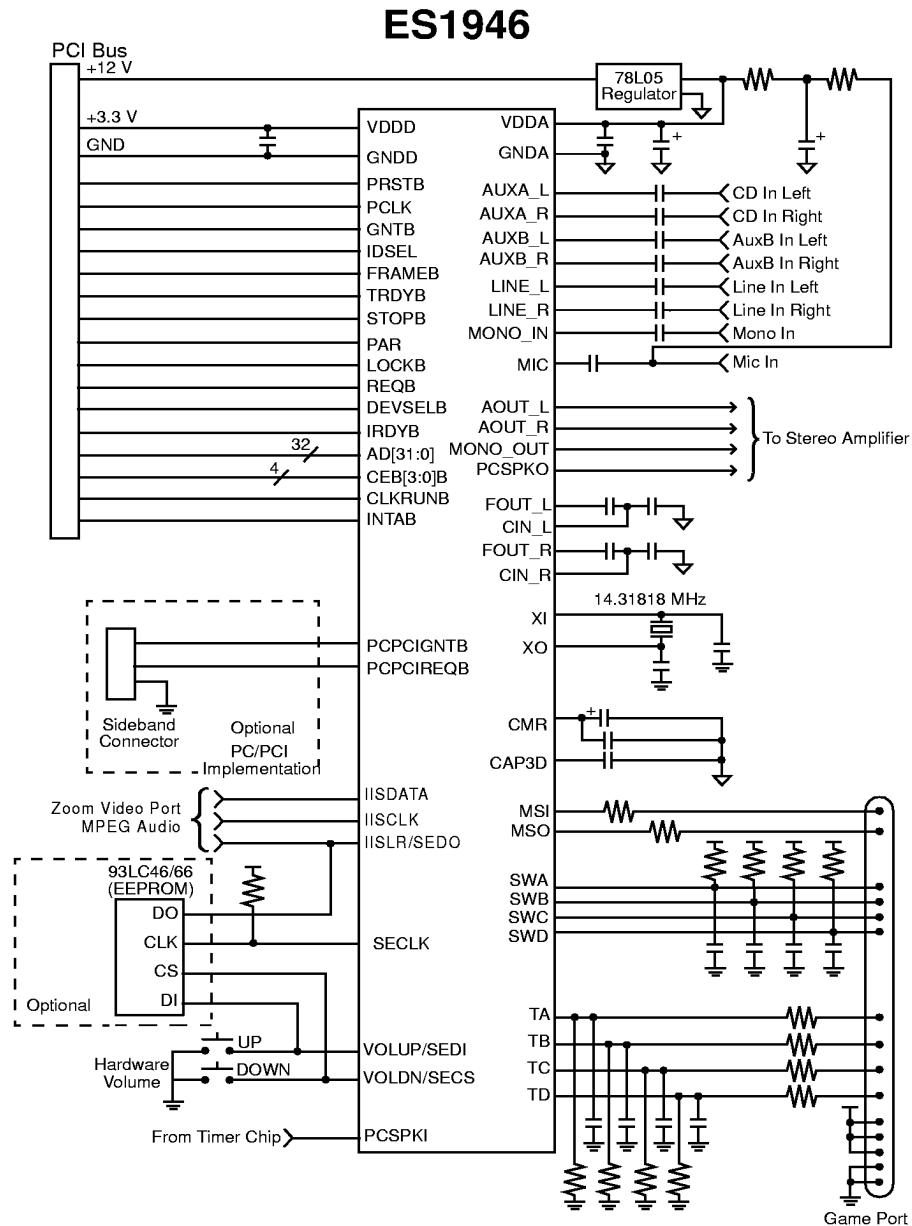 ES1946
PCI Bus
+12 V
78L05
Regulator
+3.3 V
GND
VDDD
GNDD
PRSTB
PCLK
GNTB
IDSEL
FRAMEB
TRDYB
STOPB
PAR
LOCKB
REQB
DEVSELB
IRDYB
32
AD[31:0]
4
CEB[3:0]B
CLKRUNB
INTAB
VDDA
+
+
GNDA
AUXA_L
CD In Left
AUXA_R
CD In Right
AUXB_L
AuxB In Left
AUXB_R
AuxB In Right
LINE_L
Line In Left
LINE_R
Line In Right
MONO_IN
Mono In
MIC
Mic In
AOUT_L
AOUT_R
MONO_OUT
PCSPKO
To Stereo Amplifier
FOUT_L
CIN_L
FOUT_R
CIN_R
14.31818 MHz
XI
XO
PCPCIGNTB
PCPCIREQB
Sideband
Connector
Optional
PC/PCI
Implementation
+
CMR
CAP3D
Zoom Video Port
MPEG Audio
IISDATA
IISCLK
IISLR/SEDO
MSI
MSO
93LC46/66
(EEPROM)
DO
CLK
CS
DI
Optional
SECLK
SWA
SWB
SWC
SWD
UP
DOWN
Hardware
Volume
VOLUP/SEDI
VOLDN/SECS
TA
TB
TC
TD
From Timer Chip
PCSPKI
Game Port